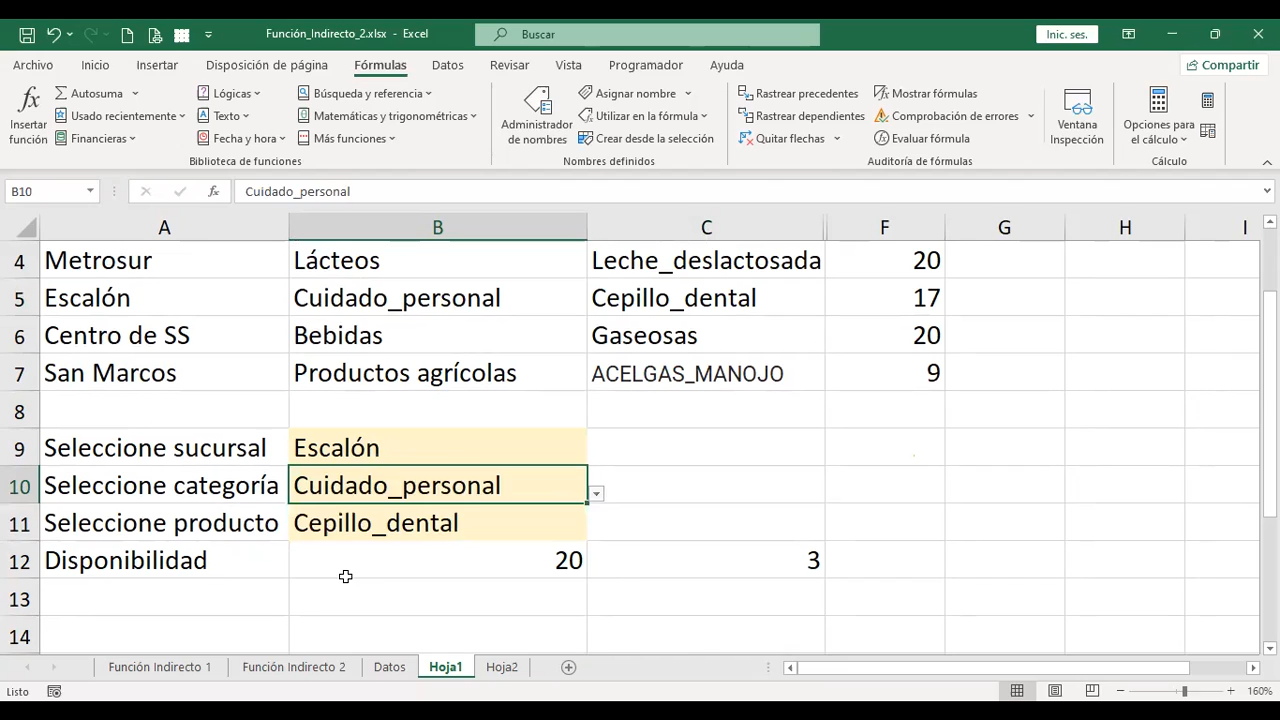 Función_Indirecto_2.xlsx - Excel
Buscar
Inic. ses.
Archivo Inicio Insertar Disposición de página Fórmulas Datos Revisar Vista Programador Ayuda
Compartir
fx
Insertar
función
Autosuma
Usado recientemente
Financieras
Lógicas
Texto
Fecha y hora
Búsqueda y referencia
Matemáticas y trigonométricas
Más funciones
Biblioteca de funciones
Administrador
de nombres
Asignar nombre
Utilizar en la fórmula
Crear desde la selección
Nombres definidos
Rastrear precedentes
Rastrear dependientes
Quitar flechas
Mostrar fórmulas
Comprobación de errores
Evaluar fórmula
Auditoría de fórmulas
Ventana
Inspección
Opciones para
el cálculo
Cálculo
B10
fx Cuidado_personal
A B C F G H I
4 Metrosur Lácteos Leche_deslactosada 20
5 Escalón Cuidado_personal Cepillo_dental 17
6 Centro de SS Bebidas Gaseosas 20
7 San Marcos Productos agrícolas ACELGAS_MANOJO 9
8
9 Seleccione sucursal Escalón
10 Seleccione categoría Cuidado_personal
11 Seleccione producto Cepillo_dental
12 Disponibilidad 20 3
13
14
Función Indirecto 1 Función Indirecto 2 Datos Hoja1 Hoja2
Listo
160%